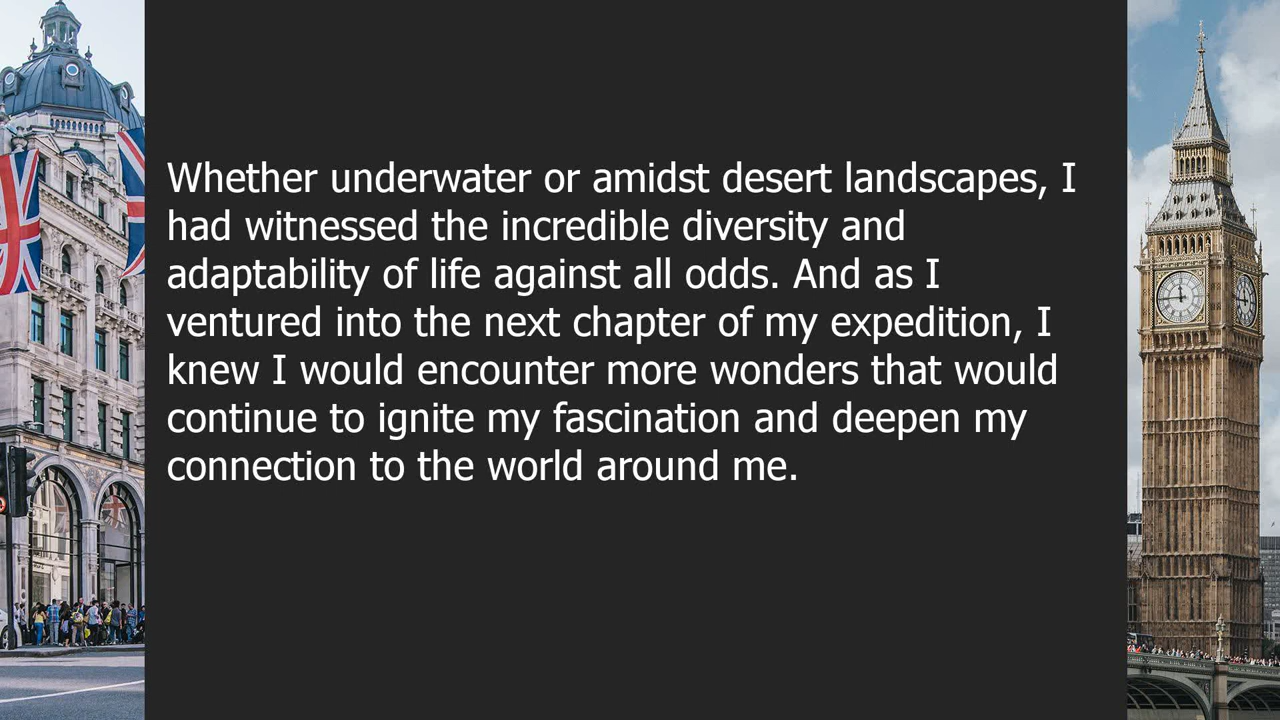 Whether underwater or amidst desert landscapes, I
had witnessed the incredible diversity and
adaptability of life against all odds. And as I
ventured into the next chapter of my expedition, I
knew I would encounter more wonders that would
continue to ignite my fascination and deepen my
connection to the world around me.